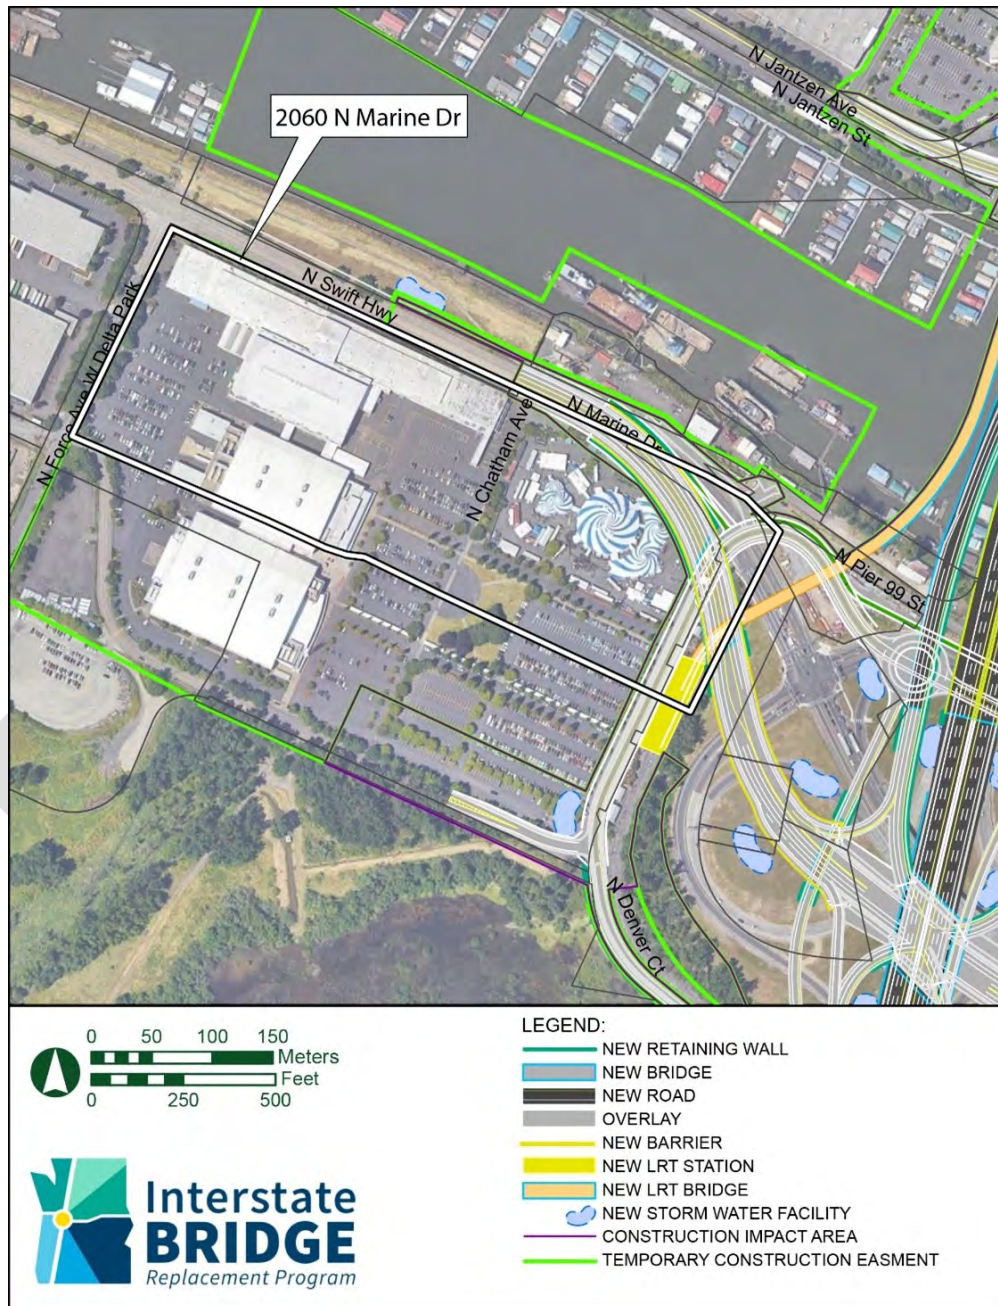 N Jantzen Ave
N Jantzen St
2060 N Marine Dr
N Swift Hwy
N Force Ave W Delta Park
N Marine Dr
N Chatham Ave
N Pier 99 St
N Denver Ct
0 50 100 150
Meters
Feet
0 250 500
Interstate
BRIDGE
Replacement Program
LEGEND:
NEW RETAINING WALL
NEW BRIDGE
NEW ROAD
OVERLAY
NEW BARRIER
NEW LRT STATION
NEW LRT BRIDGE
NEW STORM WATER FACILITY
CONSTRUCTION IMPACT AREA
TEMPORARY CONSTRUCTION EASMENT